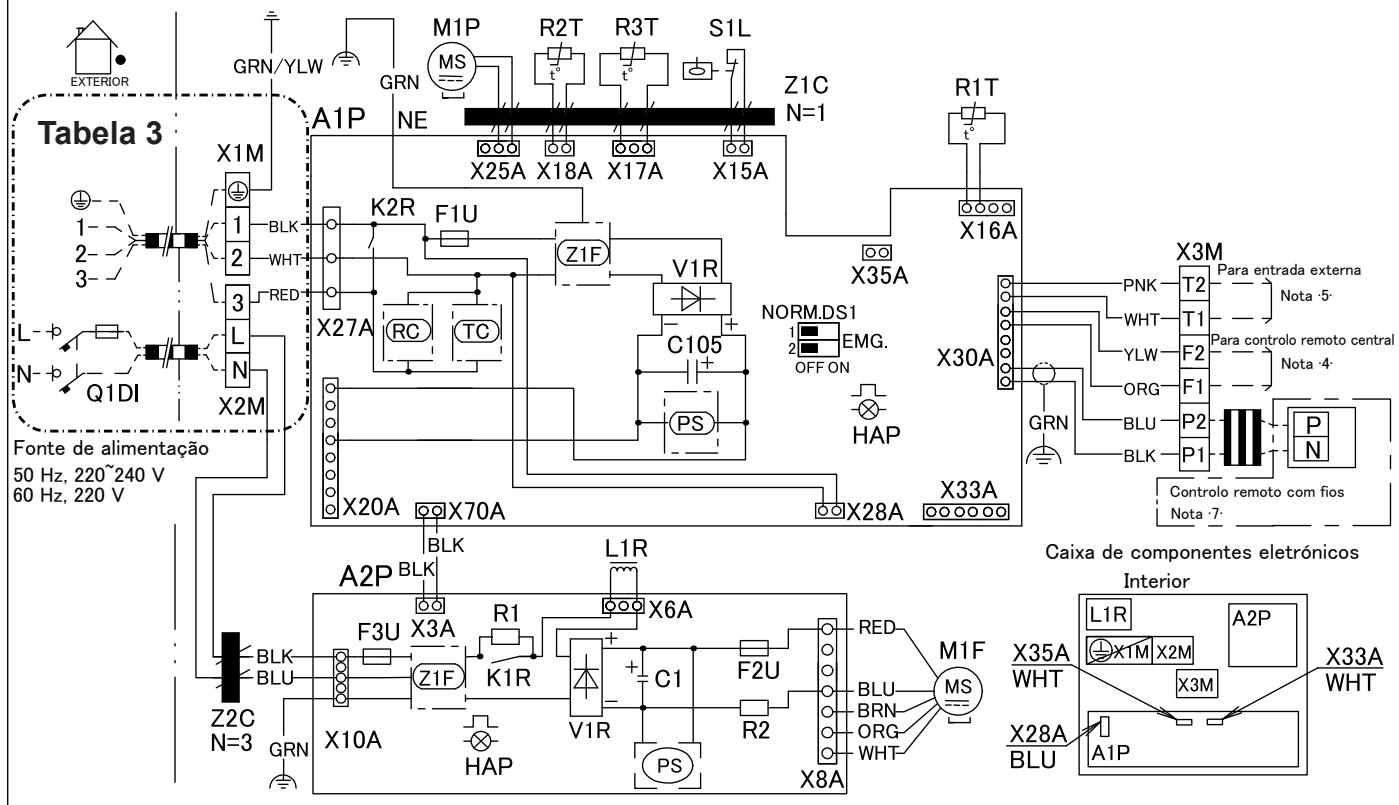 EXTERIOR
GRN/YLW
GRN
M1P
MS
R2T
t°
R3T
t°
S1L
Z1C
N=1
R1T
t°
Tabela 3
A1P
NE
X25A
X18A
X17A
X15A
X16A
X1M
1
2
3
1
BLK
2
WHT
3
RED
L
N
L
N
Q1DI
X2M
X27A
K2R
F1U
Z1F
V1R
RC
TC
C105
PS
X35A
NORM.DS1
1
2
EMG.
OFF ON
HAP
X30A
X3M
PNK
T2
Para entrada externa
Nota ·5·
WHT
T1
YLW
F2
Para controlo remoto central
Nota ·4·
ORG
F1
GRN
BLU
P2
BLK
P1
P
N
Controlo remoto com fios
Nota ·7·
Fonte de alimentação
50 Hz, 220~240 V
60 Hz, 220 V
X20A
X70A
X28A
X33A
BLK
BLK
L1R
A2P
X3A
X6A
F3U
R1
K1R
BLK
BLU
Z1F
Z2C
N=3
GRN
X10A
HAP
V1R
C1
F2U
R2
PS
X8A
RED
BLU
BRN
ORG
WHT
M1F
MS
Caixa de componentes eletrónicos
Interior
L1R
A2P
X1M
X2M
X3M
X35A
WHT
X33A
WHT
X28A
BLU
A1P